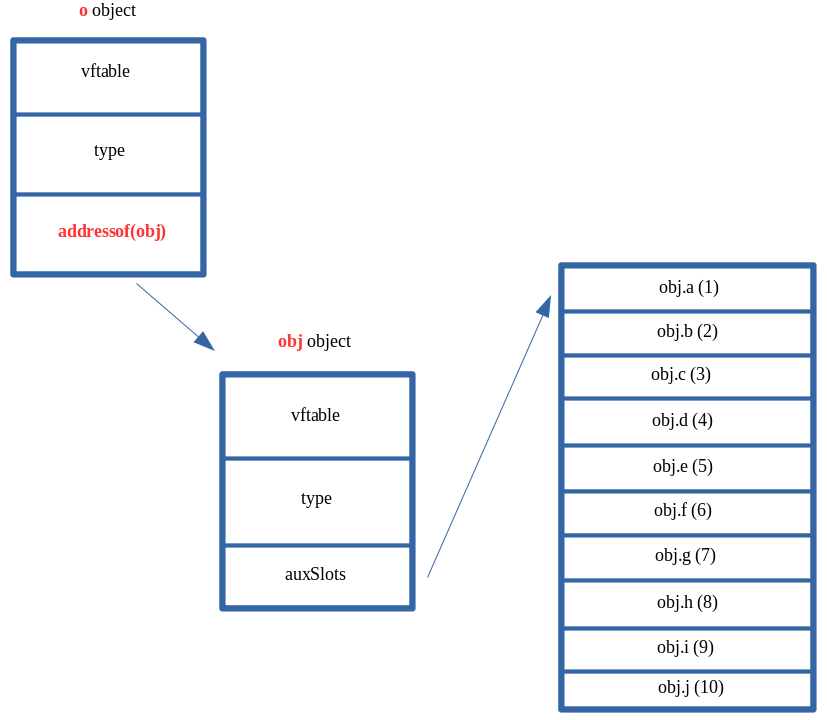 o object
vftable
type
addressof(obj)
obj object
vftable
type
auxSlots
obj.a (1)
obj.b (2)
obj.c (3)
obj.d (4)
obj.e (5)
obj.f (6)
obj.g (7)
obj.h (8)
obj.i (9)
obj.j (10)